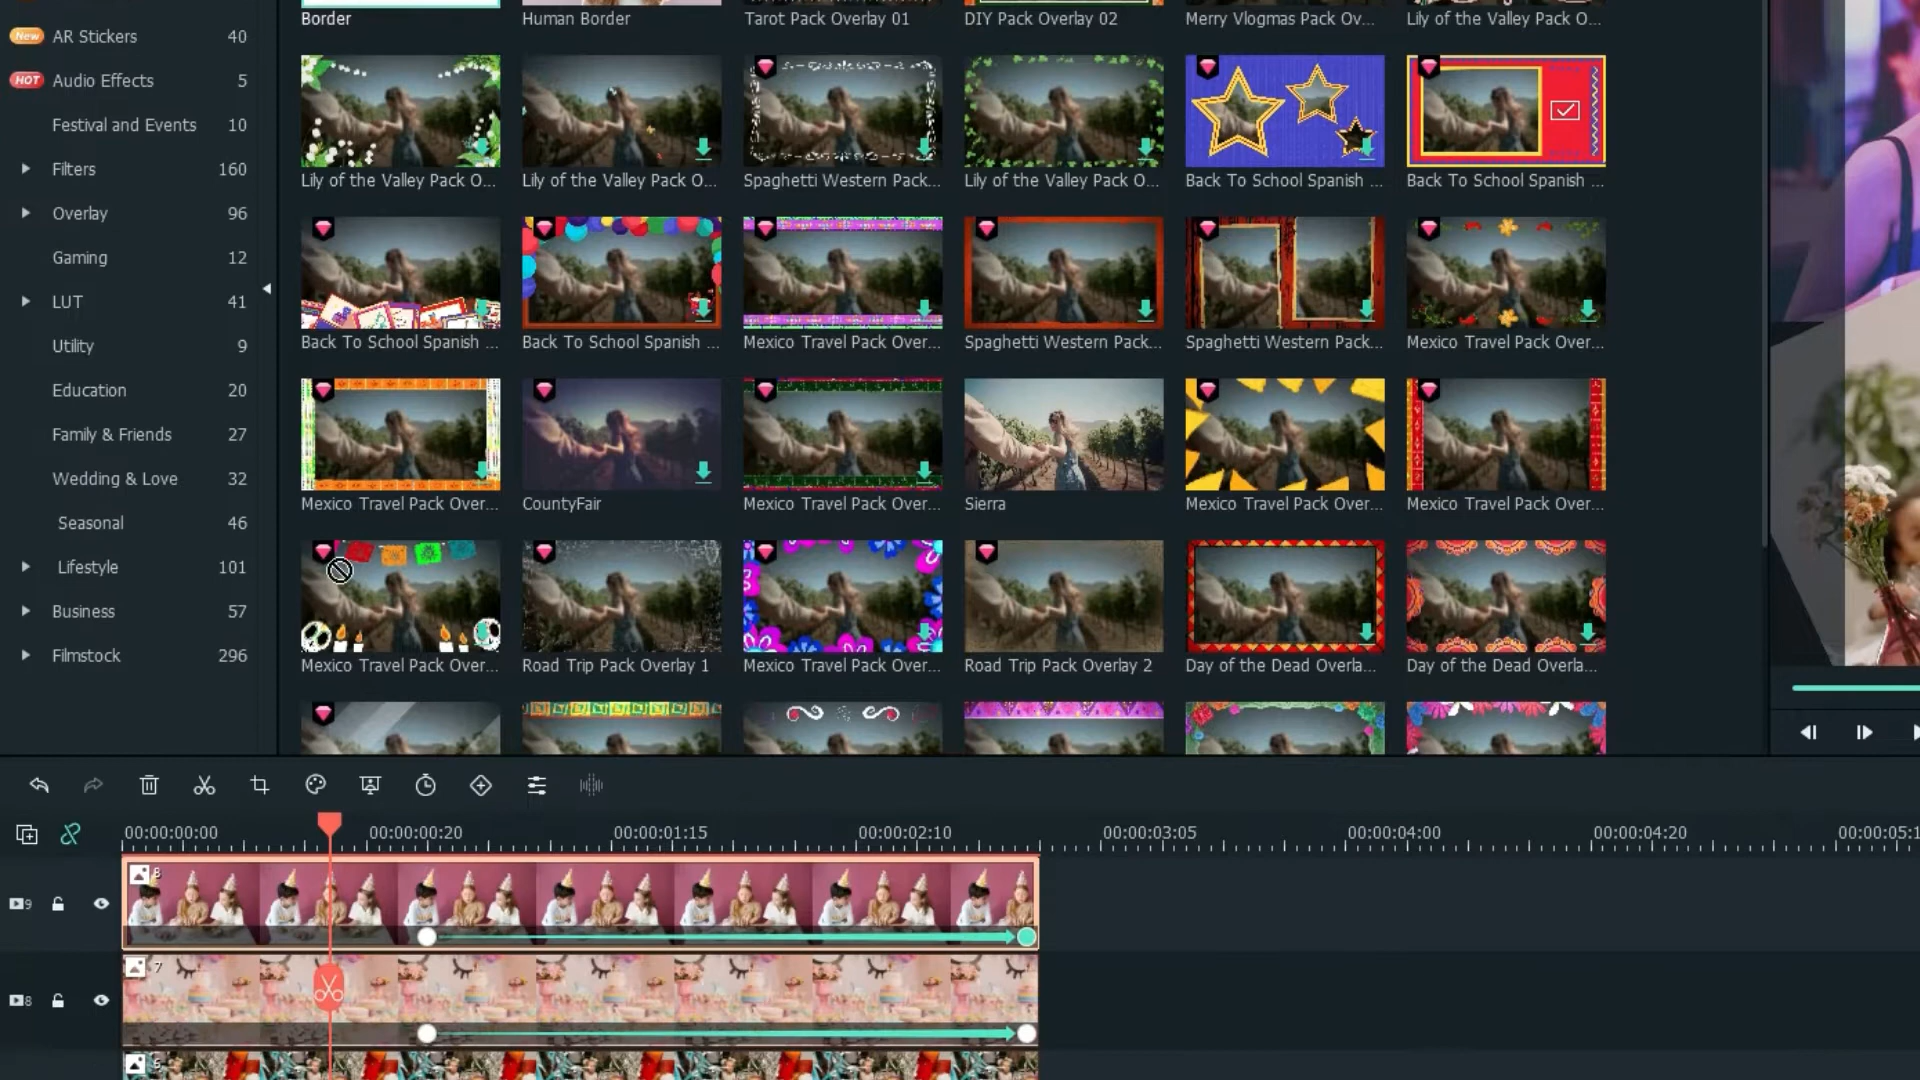 Border
Human Border
Tarot Pack Overlay 01
DIY Pack Overlay 02
Merry Vlogmas Pack Ov...
Lily of the Valley Pack O...
New AR Stickers 40
HOT Audio Effects 5
Festival and Events 10
Filters 160
Overlay 96
Gaming 12
LUT 41
Utility 9
Education 20
Family & Friends 27
Wedding & Love 32
Seasonal 46
Lifestyle 101
Business 57
Filmstock 296
Lily of the Valley Pack O...
Lily of the Valley Pack O...
Spaghetti Western Pack...
Lily of the Valley Pack O...
Back To School Spanish ...
Back To School Spanish ...
Back To School Spanish ...
Back To School Spanish ...
Mexico Travel Pack Over...
Spaghetti Western Pack...
Spaghetti Western Pack...
Mexico Travel Pack Over...
Mexico Travel Pack Over...
CountyFair
Mexico Travel Pack Over...
Sierra
Mexico Travel Pack Over...
Mexico Travel Pack Over...
Mexico Travel Pack Over...
Road Trip Pack Overlay 1
Mexico Travel Pack Over...
Road Trip Pack Overlay 2
Day of the Dead Overla...
Day of the Dead Overla...
00:00:00:00
00:00:00:20
00:00:01:15
00:00:02:10
00:00:03:05
00:00:04:00
00:00:04:20
00:00:05:1
9
8
8
7